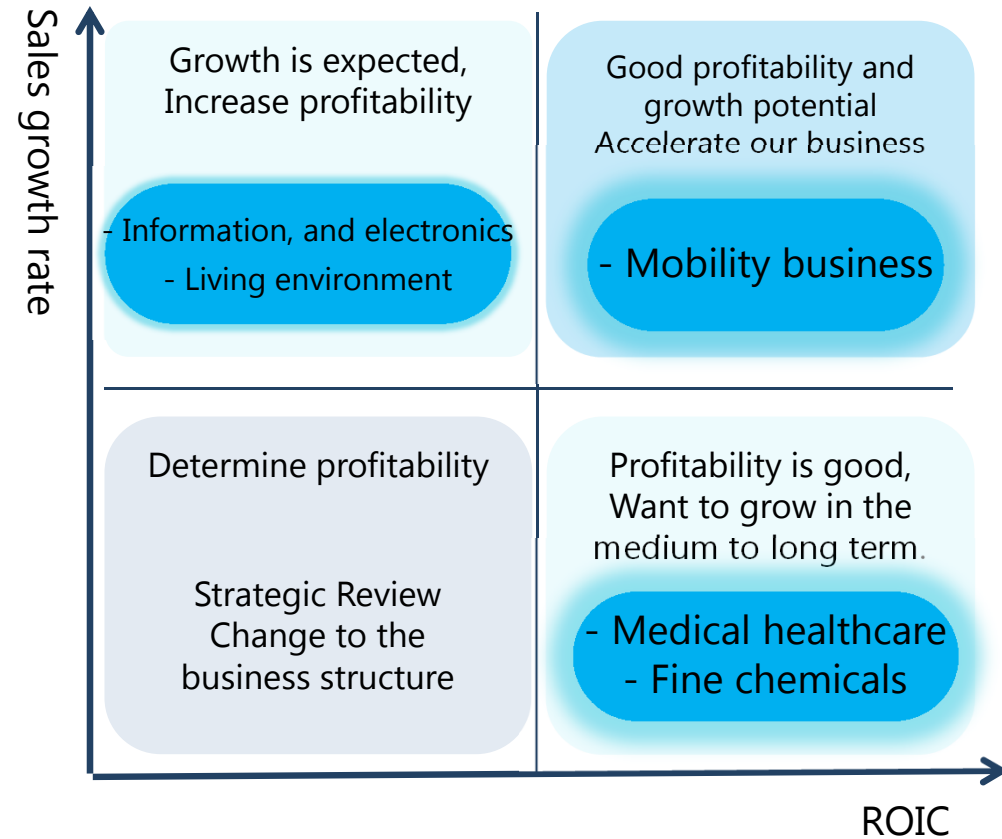 Sales growth rate
Growth is expected,
Increase profitability
- Information, and electronics
- Living environment
Good profitability and
growth potential
Accelerate our business
- Mobility business
Determine profitability
Strategic Review
Change to the
business structure
Profitability is good,
Want to grow in the
medium to long term.
- Medical healthcare
- Fine chemicals
ROIC